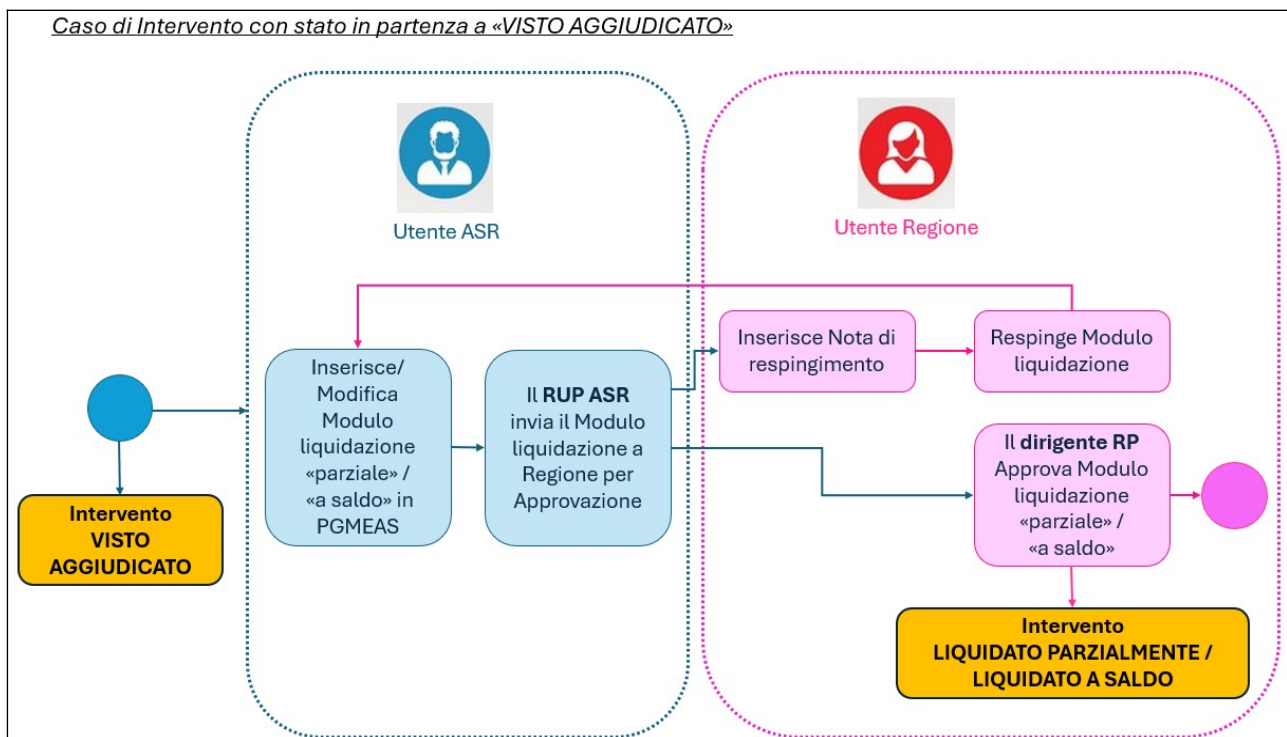 Caso di Intervento con stato in partenza a «VISTO AGGIUDICATO»
Utente ASR
Utente Regione
Inserisce/
Modifica
Modulo
liquidazione
«parziale» /
«a saldo» in
PGMEAS
Il RUP ASR
invia il Modulo
liquidazione a
Regione per
Approvazione
Inserisce Nota di
respingimento
Respinge Modulo
liquidazione
Il dirigente RP
Approva Modulo
liquidazione
«parziale» /
«a saldo»
Intervento
VISTO
AGGIUDICATO
Intervento
LIQUIDATO PARZIALMENTE /
LIQUIDATO A SALDO